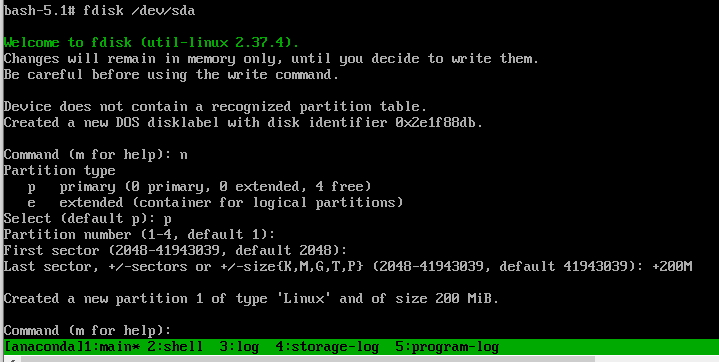 bash-5.1# fdisk /dev/sda
Welcome to fdisk (util-linux 2.37.4).
Changes will remain in memory only, until you decide to write them.
Be careful before using the write command.
Device does not contain a recognized partition table.
Created a new DOS disklabel with disk identifier 0x2e1f88db.
Command (m for help): n
Partition type
p primary (0 primary, 0 extended, 4 free)
e extended (container for logical partitions)
Select (default p): p
Partition number (1-4, default 1):
First sector (2048-41943039, default 2048):
Last sector, +/-sectors or +/-size{K,M,G,T,P} (2048-41943039, default 41943039): +200M
Created a new partition 1 of type 'Linux' and of size 200 MiB.
Command (m for help):
[anaconda]1:main* 2:shell 3:log 4:storage-log 5:program-log